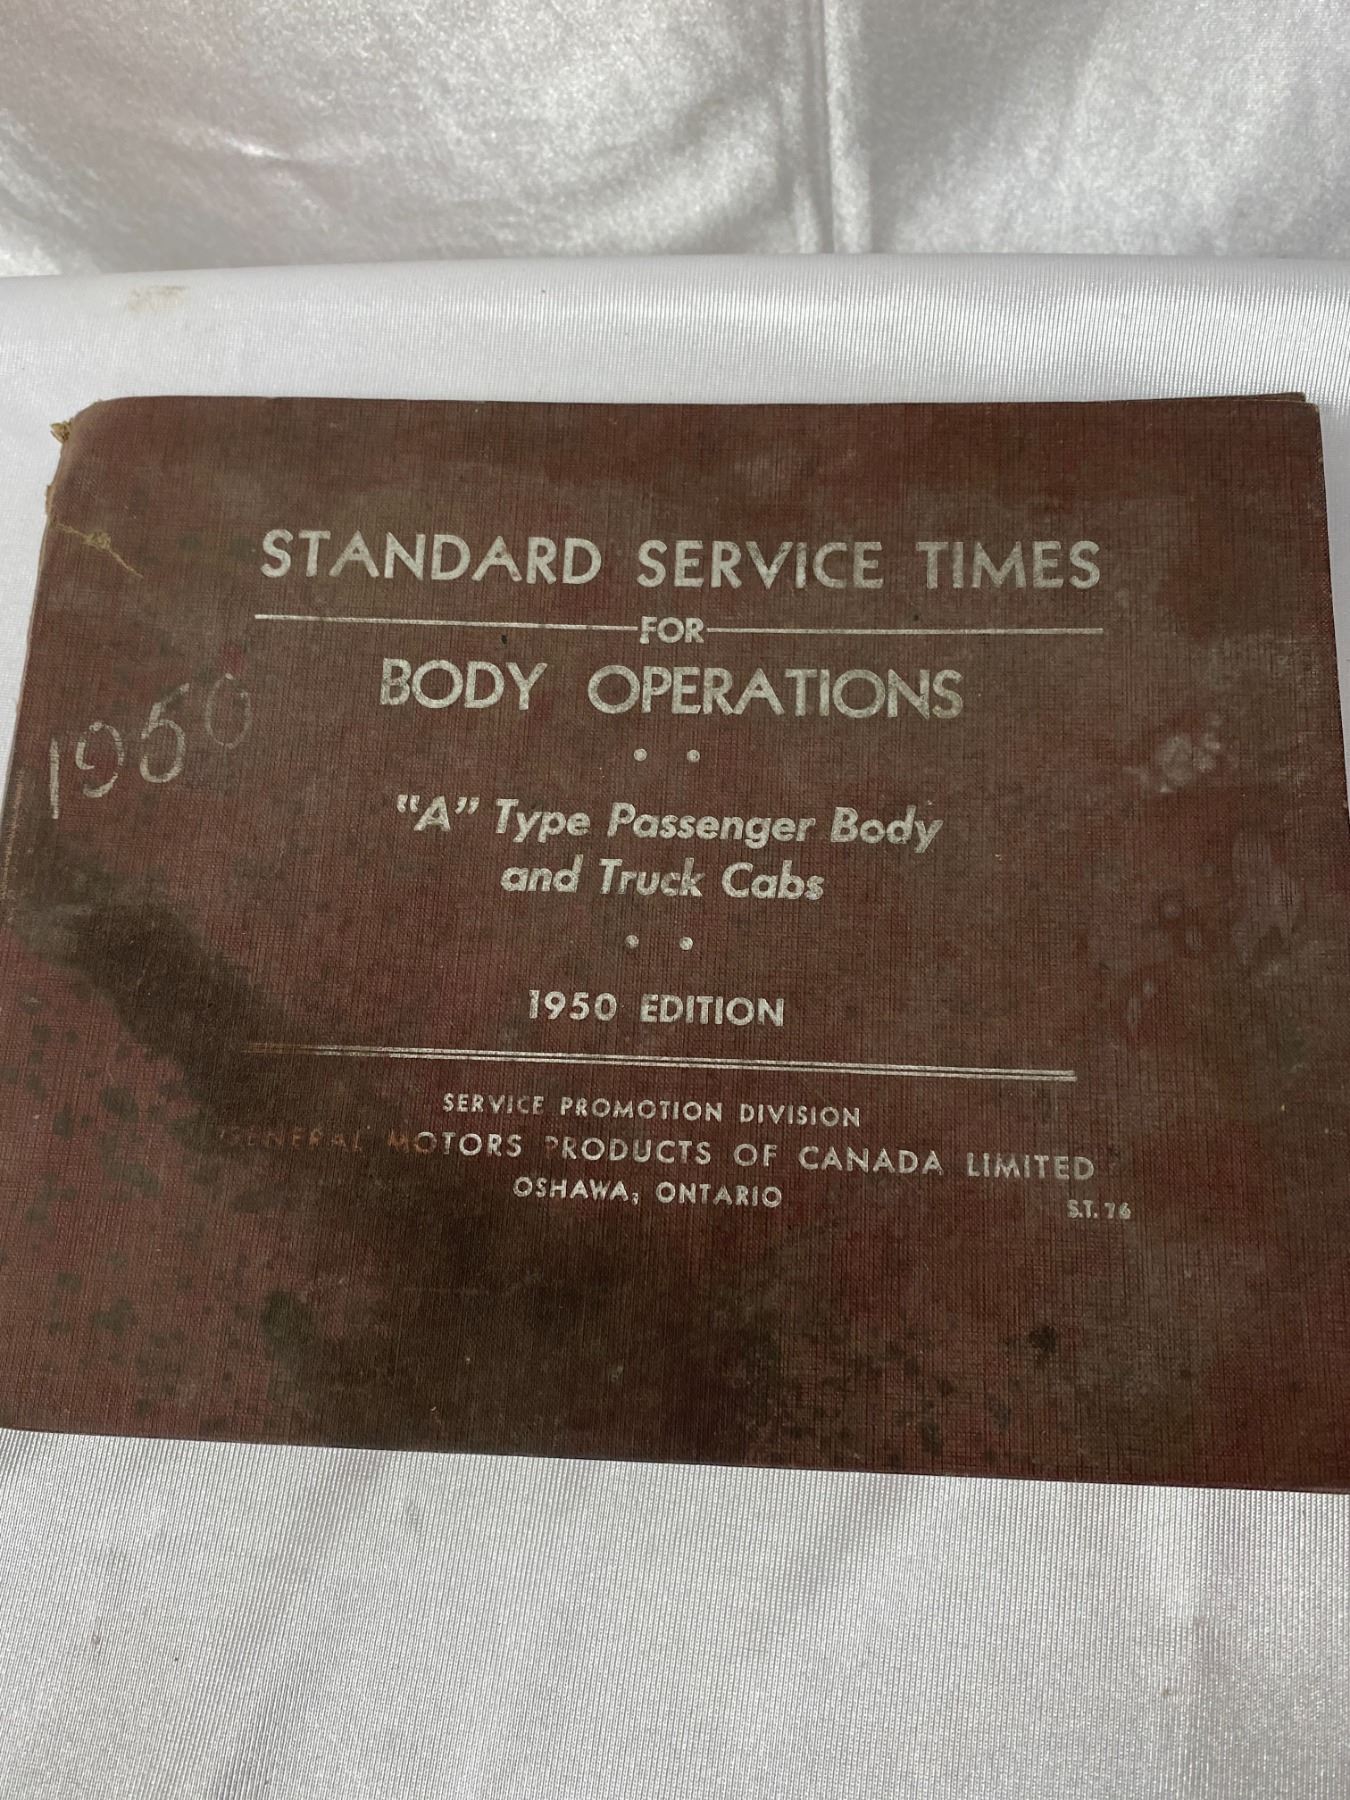 STANDARD SERVICE TIMES
FOR
BODY OPERATIONS
1950
"A" Type Passenger Body
and Truck Cabs
1950 EDITION
SERVICE PROMOTION DIVISION
GENERAL MOTORS PRODUCTS OF CANADA LIMITED
OSHAWA, ONTARIO
S.T. 76